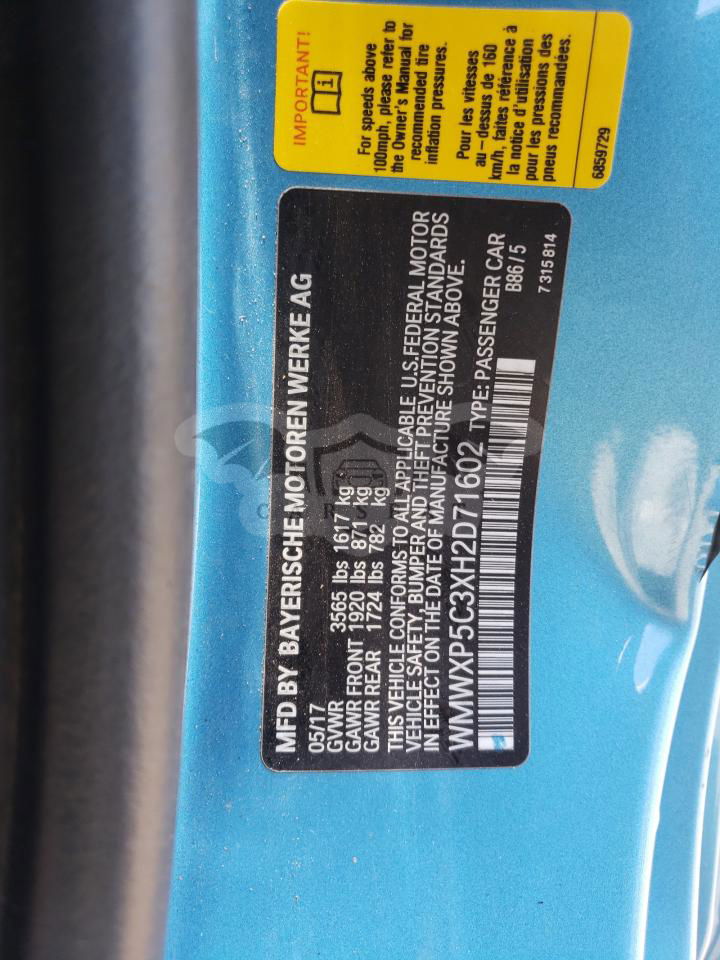 IMPORTANT!
For speeds above
100mph, please refer to
the Owner's Manual for
recommended tire
inflation pressures.
Pour les vitesses
au-dessus de 160
km/h, faites référence à
la notice d'utilisation
pour les pressions des
pneus recommandées.
6859729
MFD BY BAYERISCHE MOTOREN WERKE AG
05/17
GVWR 3565 lbs 1617 kg
GAWR FRONT 1920 lbs 871 kg
GAWR REAR 1724 lbs 782 kg
THIS VEHICLE CONFORMS TO ALL APPLICABLE U.S.FEDERAL MOTOR
VEHICLE SAFETY, BUMPER AND THEFT PREVENTION STANDARDS
IN EFFECT ON THE DATE OF MANUFACTURE SHOWN ABOVE.
WMWXP5C3XH2D71602 TYPE: PASSENGER CAR
B86/5
7 315 814